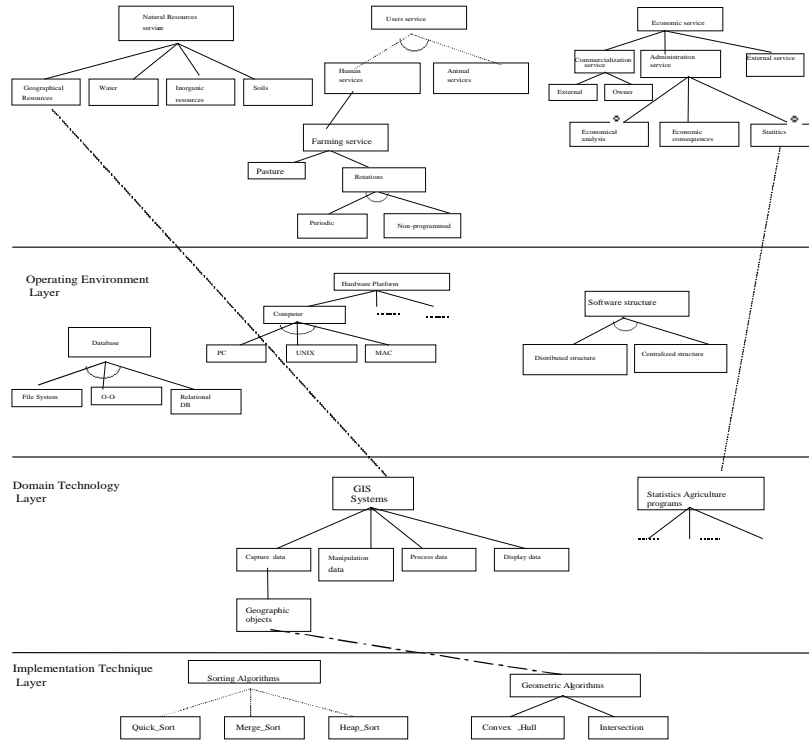 Natural Resources
service
Users service
Economic service
Human
services
Animal
services
Commercialization
service
Administration
service
External service
Geographical
Resources
Water
Inorganic
resources
Soils
External
Owner
Farming service
Economical
analysis
Economic
consequences
Statitics
Pasture
Rotations
Periodic
Non-programmed
Operating Environment
Layer
Hardware Platform
Software structure
Computer
Database
PC
UNIX
MAC
Distributed structure
Centralized structure
File System
O-O
Relational
DB
Domain Technology
Layer
GIS
Systems
Statistics Agriculture
programs
Capture data
Manipulation
data
Process data
Display data
Geographic
objects
Implementation Technique
Layer
Sorting Algorithms
Geometric Algorithms
Quick_Sort
Merge_Sort
Heap_Sort
Convex _Hull
Intersection